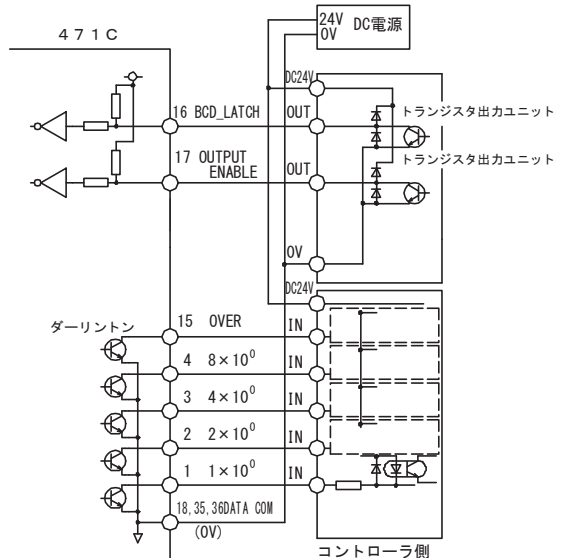 24V
0V
DC電源
471C
DC24V
16 BCD_LATCH
OUT
トランジスタ出力ユニット
17 OUTPUT
ENABLE
OUT
トランジスタ出力ユニット
0V
DC24V
ダーリントン
15 OVER
IN
4 8×10⁰
IN
3 4×10⁰
IN
2 2×10⁰
IN
1 1×10⁰
IN
18,35,36DATA COM
(0V)
コントローラ側